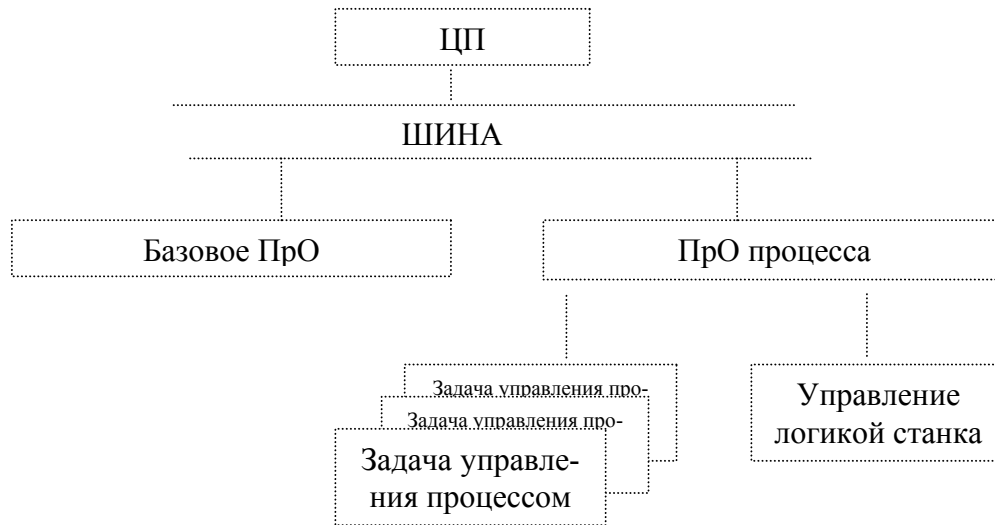 ЦП
ШИНА
Базовое ПрО
ПрО процесса
Задача управления про-
Задача управления про-
Задача управле-
ния процессом
Управление
логикой станка